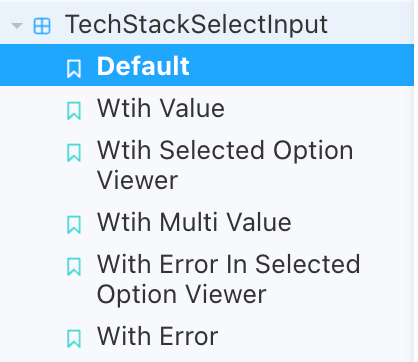 TechStackSelectInput
Default
Wtih Value
Wtih Selected Option
Viewer
Wtih Multi Value
With Error In Selected
Option Viewer
With Error